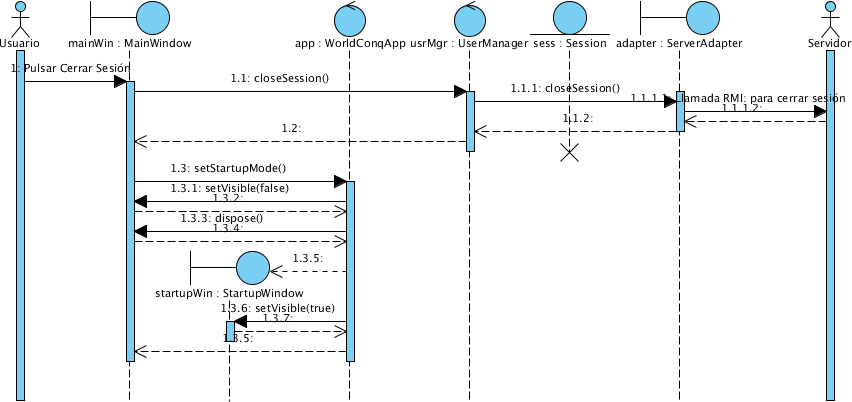 Usuario
mainWin : MainWindow
app : WorldConqApp
usrMgr : UserManager
sess : Session
adapter : ServerAdapter
Servidor
1: Pulsar Cerrar Sesión
1.1: closeSession()
1.1.1: closeSession()
1.1.1.1: Llamada RMI: para cerrar sesión
1.1.1.2:
1.1.2:
1.2:
1.3: setStartupMode()
1.3.1: setVisible(false)
1.3.2:
1.3.3: dispose()
1.3.4:
1.3.5:
startupWin : StartupWindow
1.3.6: setVisible(true)
1.3.7:
1.3.5: